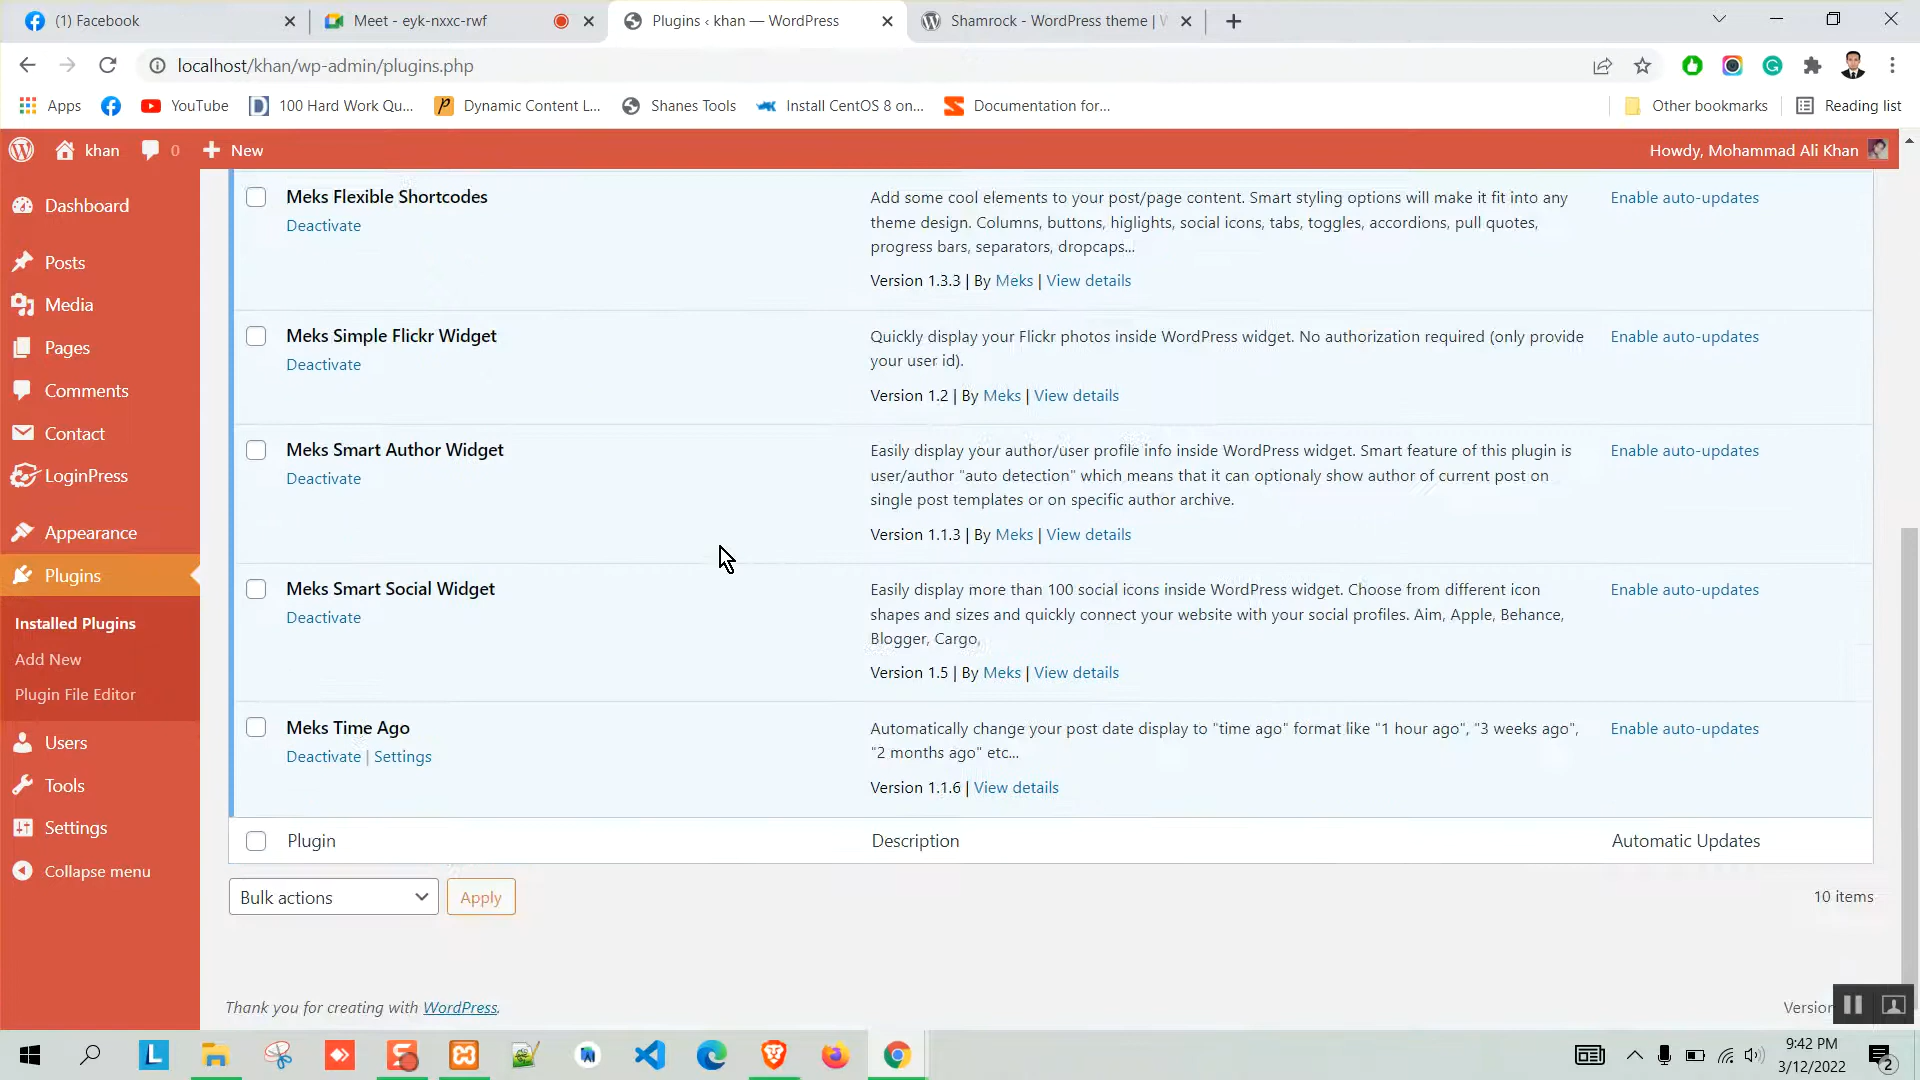 (1) Facebook
Meet - eyk-nxxc-rwf
Plugins ‹ khan — WordPress
Shamrock - WordPress theme |
localhost/khan/wp-admin/plugins.php
Apps
YouTube
100 Hard Work Qu...
Dynamic Content L...
Shanes Tools
Install CentOS 8 on...
Documentation for...
Other bookmarks
Reading list
khan
0
New
Howdy, Mohammad Ali Khan
Dashboard
Posts
Media
Pages
Comments
Contact
LoginPress
Appearance
Plugins
Installed Plugins
Add New
Plugin File Editor
Users
Tools
Settings
Collapse menu
Meks Flexible Shortcodes
Deactivate
Add some cool elements to your post/page content. Smart styling options will make it fit into any
theme design. Columns, buttons, higlights, social icons, tabs, toggles, accordions, pull quotes,
progress bars, separators, dropcaps...
Version 1.3.3 | By Meks | View details
Enable auto-updates
Meks Simple Flickr Widget
Deactivate
Quickly display your Flickr photos inside WordPress widget. No authorization required (only provide
your user id).
Version 1.2 | By Meks | View details
Enable auto-updates
Meks Smart Author Widget
Deactivate
Easily display your author/user profile info inside WordPress widget. Smart feature of this plugin is
user/author "auto detection" which means that it can optionaly show author of current post on
single post templates or on specific author archive.
Version 1.1.3 | By Meks | View details
Enable auto-updates
Meks Smart Social Widget
Deactivate
Easily display more than 100 social icons inside WordPress widget. Choose from different icon
shapes and sizes and quickly connect your website with your social profiles. Aim, Apple, Behance,
Blogger, Cargo,
Version 1.5 | By Meks | View details
Enable auto-updates
Meks Time Ago
Deactivate | Settings
Automatically change your post date display to "time ago" format like "1 hour ago", "3 weeks ago",
"2 months ago" etc...
Version 1.1.6 | View details
Enable auto-updates
Plugin
Description
Automatic Updates
Bulk actions
Apply
10 items
Thank you for creating with WordPress.
Version
9:42 PM
3/12/2022
2